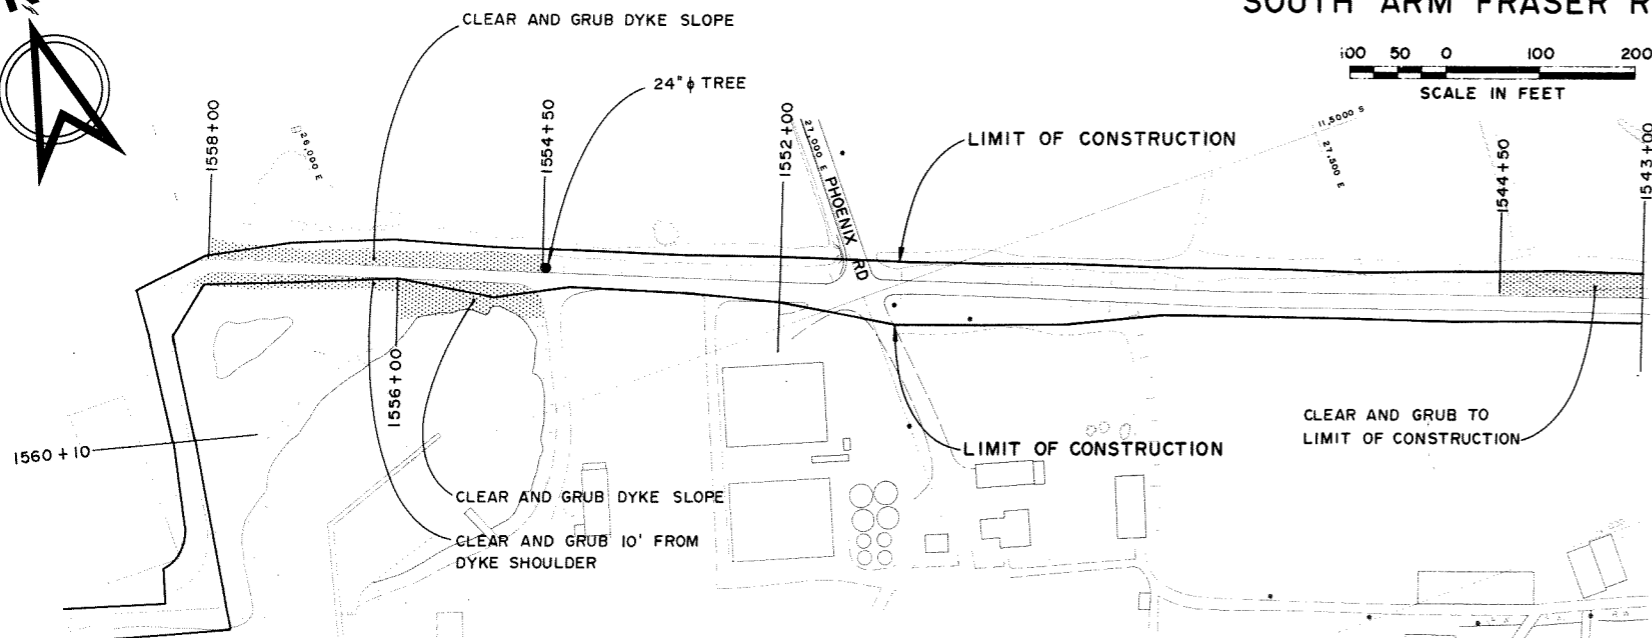 SOUTH ARM FRASER R
CLEAR AND GRUB DYKE SLOPE
24" ϕ TREE
100 50 0 100 200
SCALE IN FEET
1558+00
26,000 E
1554+50
1552+00
27,000 E
PHOENIX RD
LIMIT OF CONSTRUCTION
11,5000 S
27,500 E
1544+50
1543+00
1556+00
1560+10
LIMIT OF CONSTRUCTION
CLEAR AND GRUB TO
LIMIT OF CONSTRUCTION
CLEAR AND GRUB DYKE SLOPE
CLEAR AND GRUB 10' FROM
DYKE SHOULDER